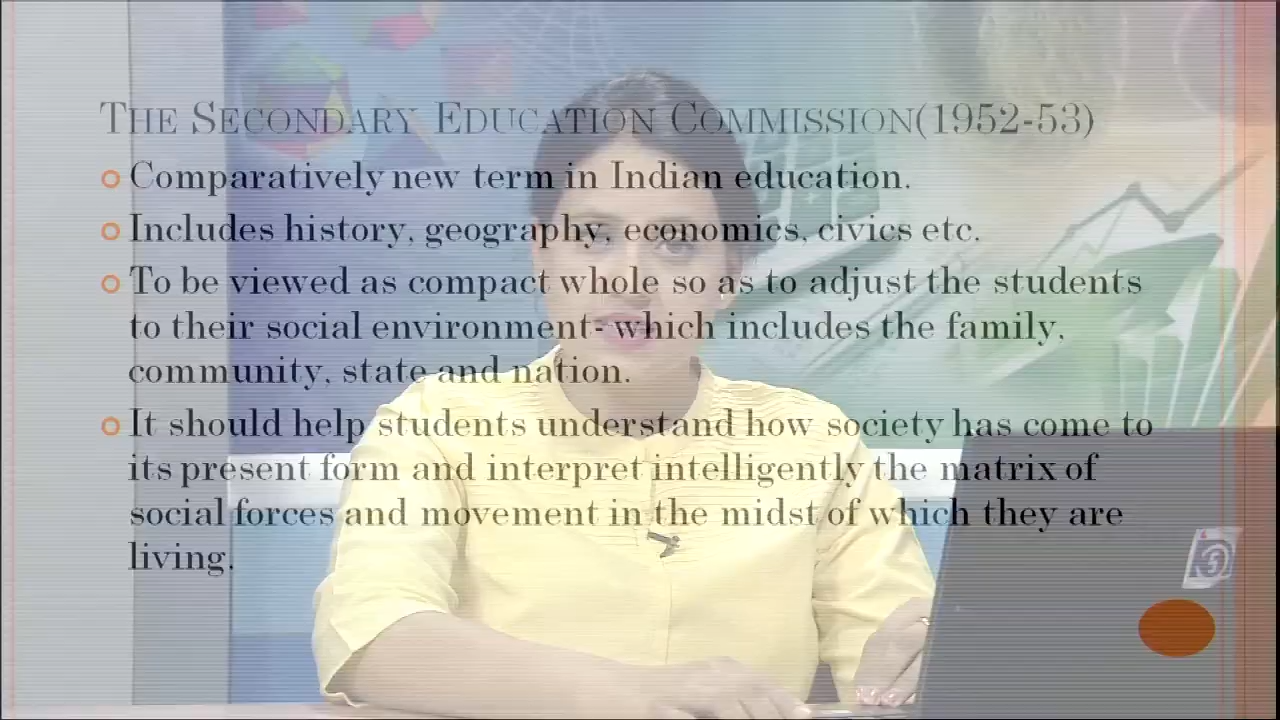 THE SECONDARY EDUCATION COMMISSION(1952-53)
Comparatively new term in Indian education.
Includes history, geography, economics, civics etc.
To be viewed as compact whole so as to adjust the students
to their social environment- which includes the family,
community, state and nation.
It should help students understand how society has come to
its present form and interpret intelligently the matrix of
social forces and movement in the midst of which they are
living.